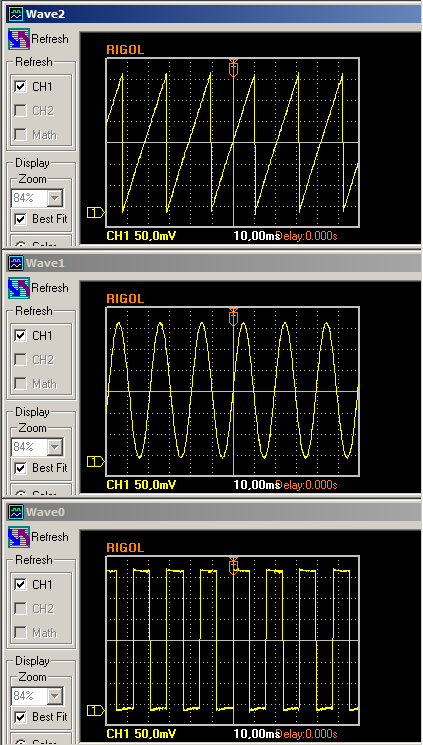 Wave2
Refresh
RIGOL
Refresh
CH1
CH2
Math
Display
Zoom
84%
Best Fit
Color
1
CH1 50,0mV 10,00ms Delay:0.000s
Wave1
Refresh
RIGOL
Refresh
CH1
CH2
Math
Display
Zoom
84%
Best Fit
1
CH1 50,0mV 10,00ms Delay:0.000s
Wave0
Refresh
RIGOL
Refresh
CH1
CH2
Math
Display
Zoom
84%
Best Fit
1
CH1 50,0mV 10,00ms Delay:0.000s